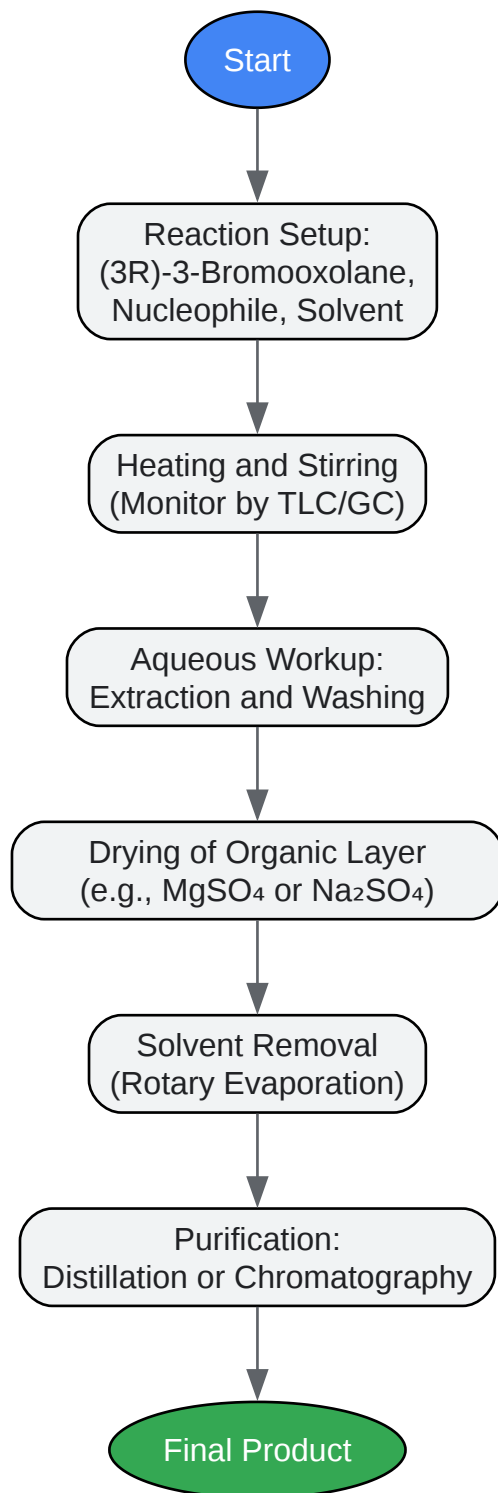 Start
Reaction Setup:
(3R)-3-Bromooxolane,
Nucleophile, Solvent
Heating and Stirring
(Monitor by TLC/GC)
Aqueous Workup:
Extraction and Washing
Drying of Organic Layer
(e.g., MgSO₄ or Na₂SO₄)
Solvent Removal
(Rotary Evaporation)
Purification:
Distillation or Chromatography
Final Product